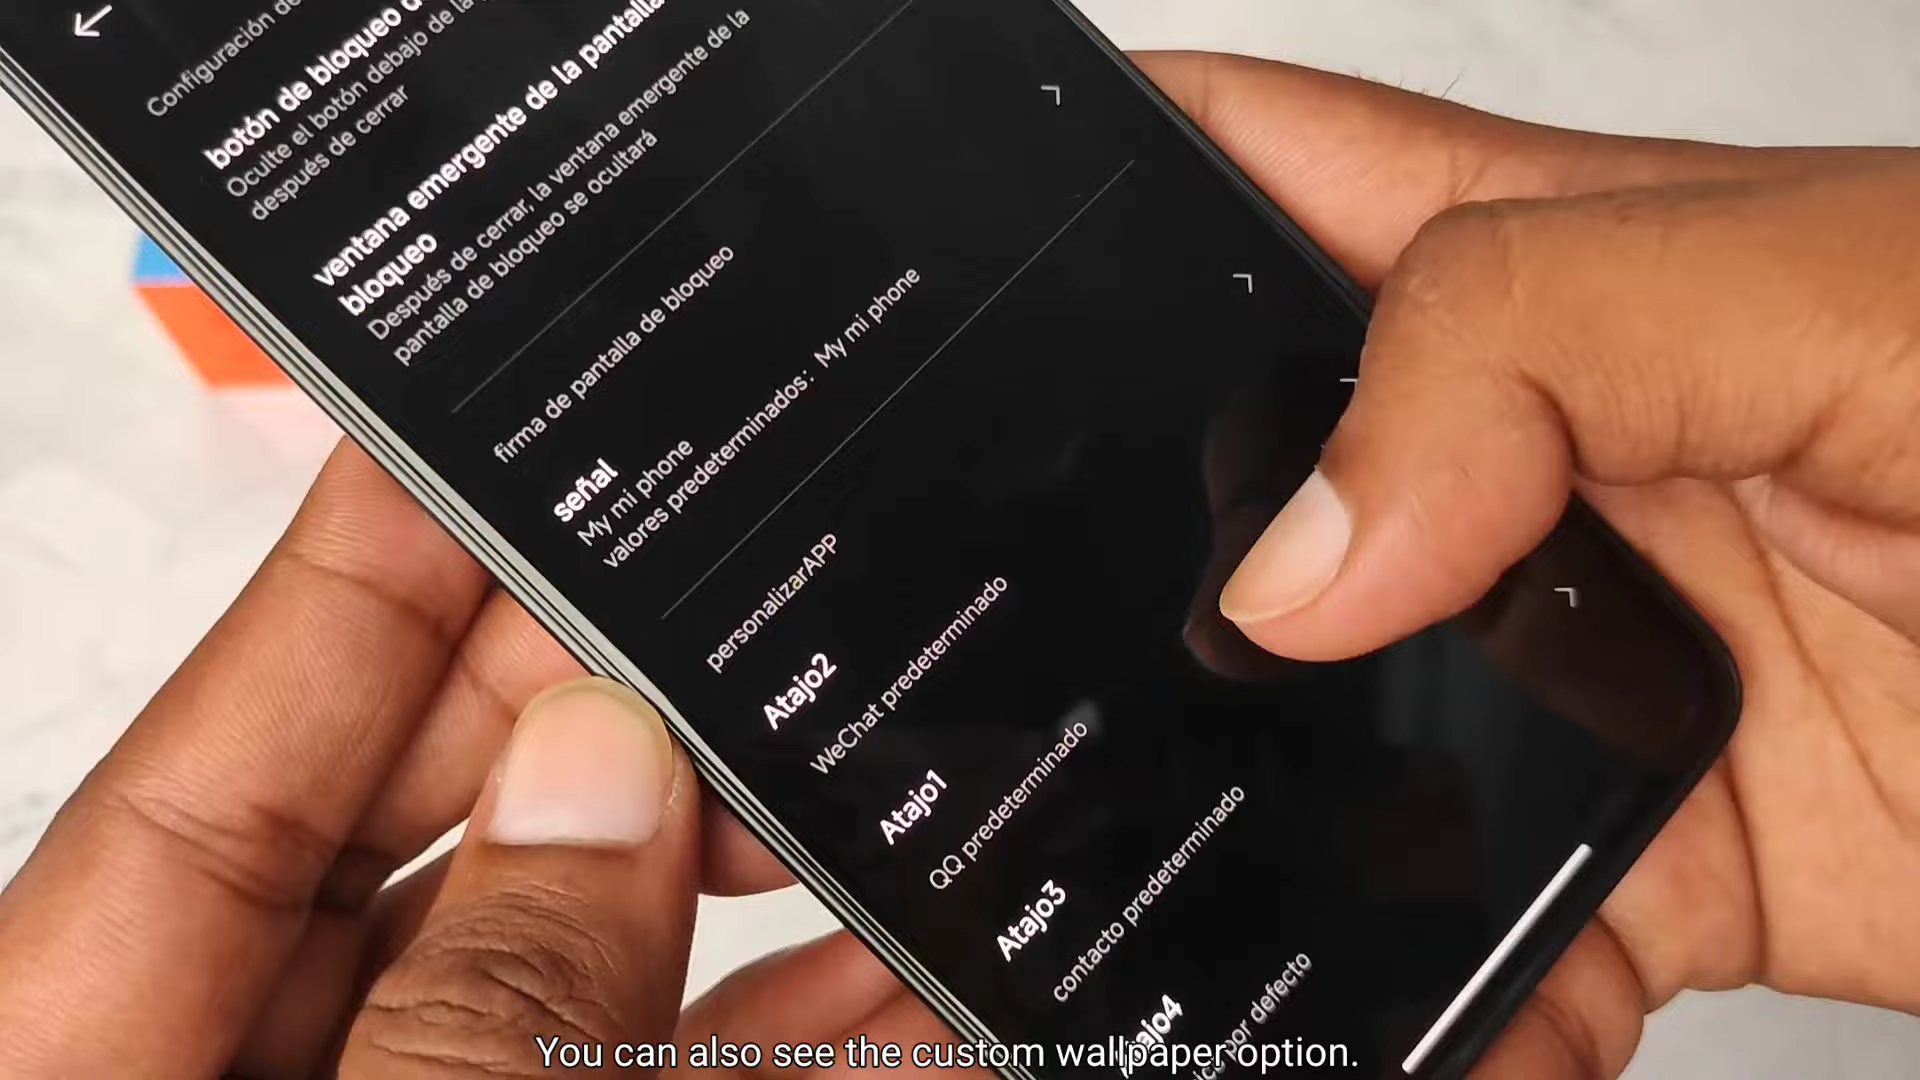 Configuración de
botón de bloqueo
Oculte el botón debajo de la
después de cerrar
ventana emergente de la pantalla
bloqueo
Después de cerrar, la ventana emergente de la
pantalla de bloqueo se ocultará
firma de pantalla de bloqueo
señal
My mi phone
valores predeterminados: My mi phone
personalizarAPP
Atajo2
WeChat predeterminado
Atajo1
QQ predeterminado
Atajo3
contacto predeterminado
por defecto
You can also see the custom wallpaper option.